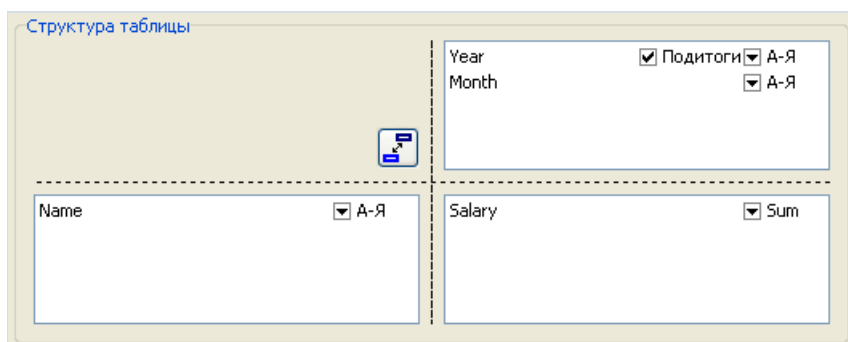 Структура таблицы
Year Подитоги А-Я
Month А-Я
Name А-Я
Salary Sum